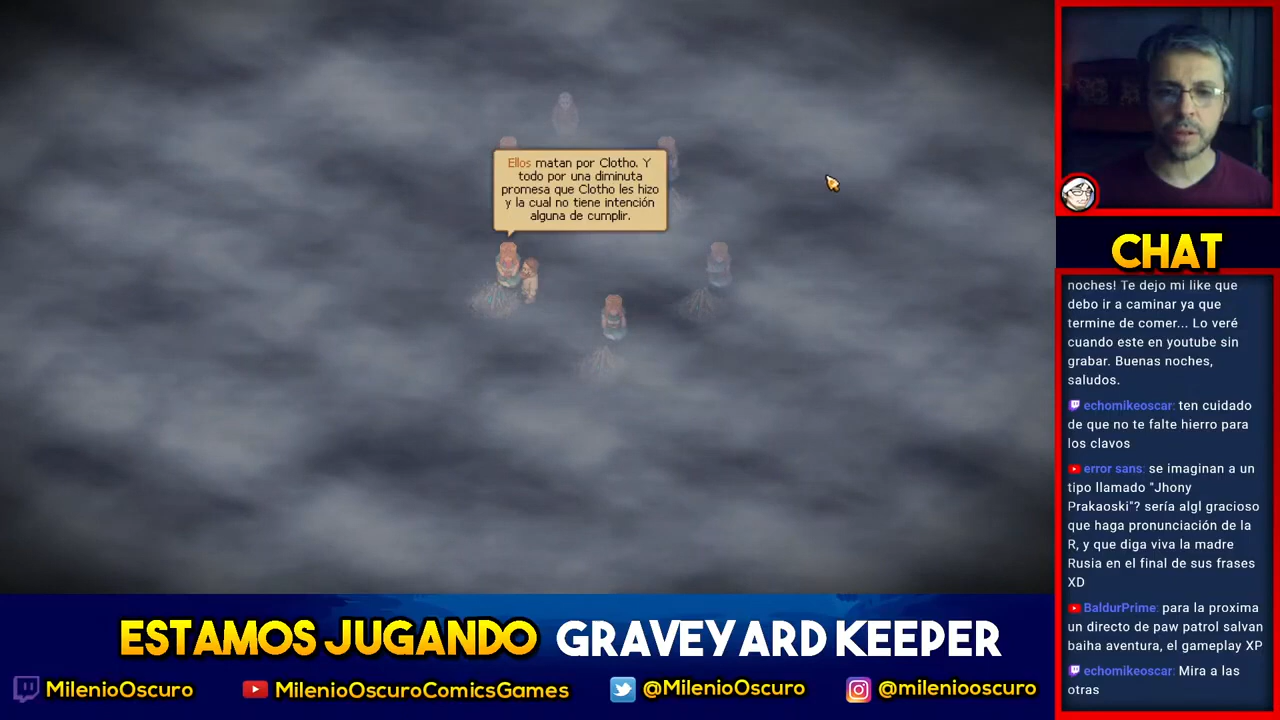 Ellos matan por Clotho. Y
todo por una diminuta
promesa que Clotho les hizo
y la cual no tiene intención
alguna de cumplir.
CHAT
noches! Te dejo mi like que
debo ir a caminar ya que
termine de comer... Lo veré
cuando este en youtube sin
grabar. Buenas noches,
saludos.
echomikeoscar: ten cuidado
de que no te falte hierro para
los clavos
error sans: se imaginan a un
tipo llamado "Jhony
Prakaoski"? sería algl gracioso
que haga pronunciación de la
R, y que diga viva la madre
Rusia en el final de sus frases
XD
BaldurPrime: para la proxima
un directo de paw patrol salvan
baiha aventura, el gameplay XP
echomikeoscar: Mira a las
otras
ESTAMOS JUGANDO GRAVEYARD KEEPER
MilenioOscuro MilenioOscuroComicsGames @MilenioOscuro @mileniooscuro